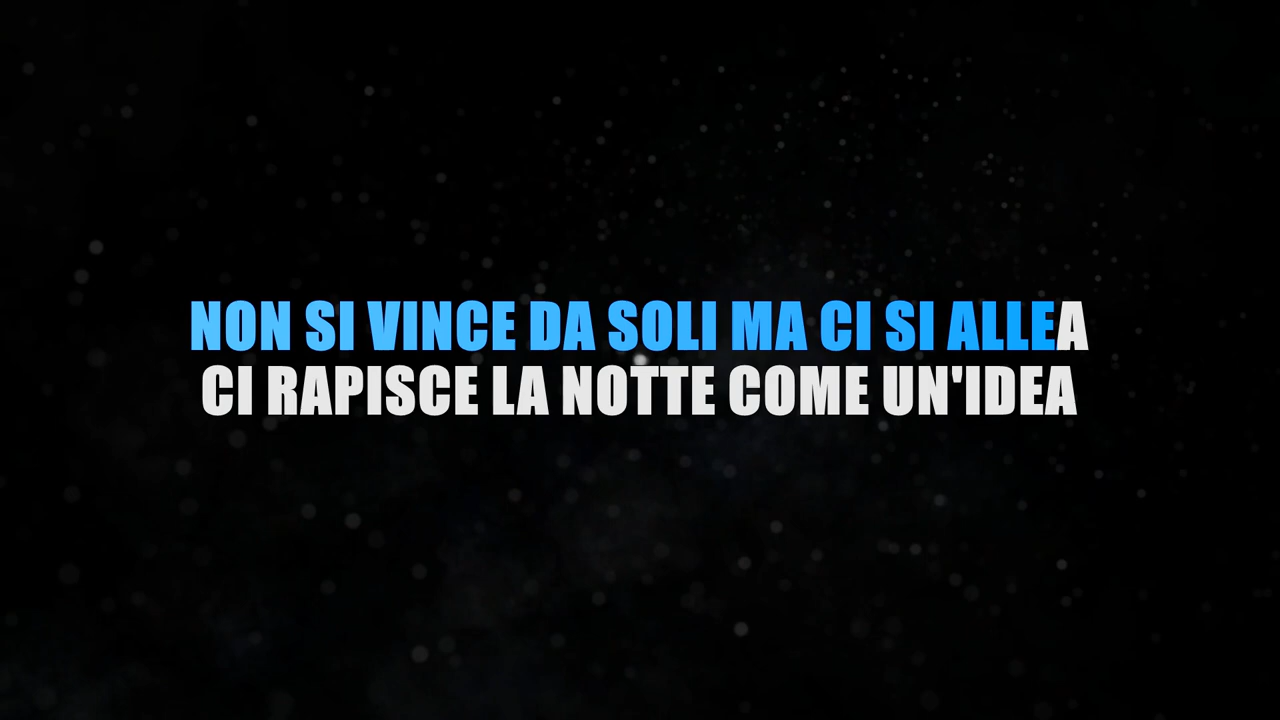 NON SI VINCE DA SOLI MA CI SI ALLEA
CI RAPISCE LA NOTTE COME UN'IDEA